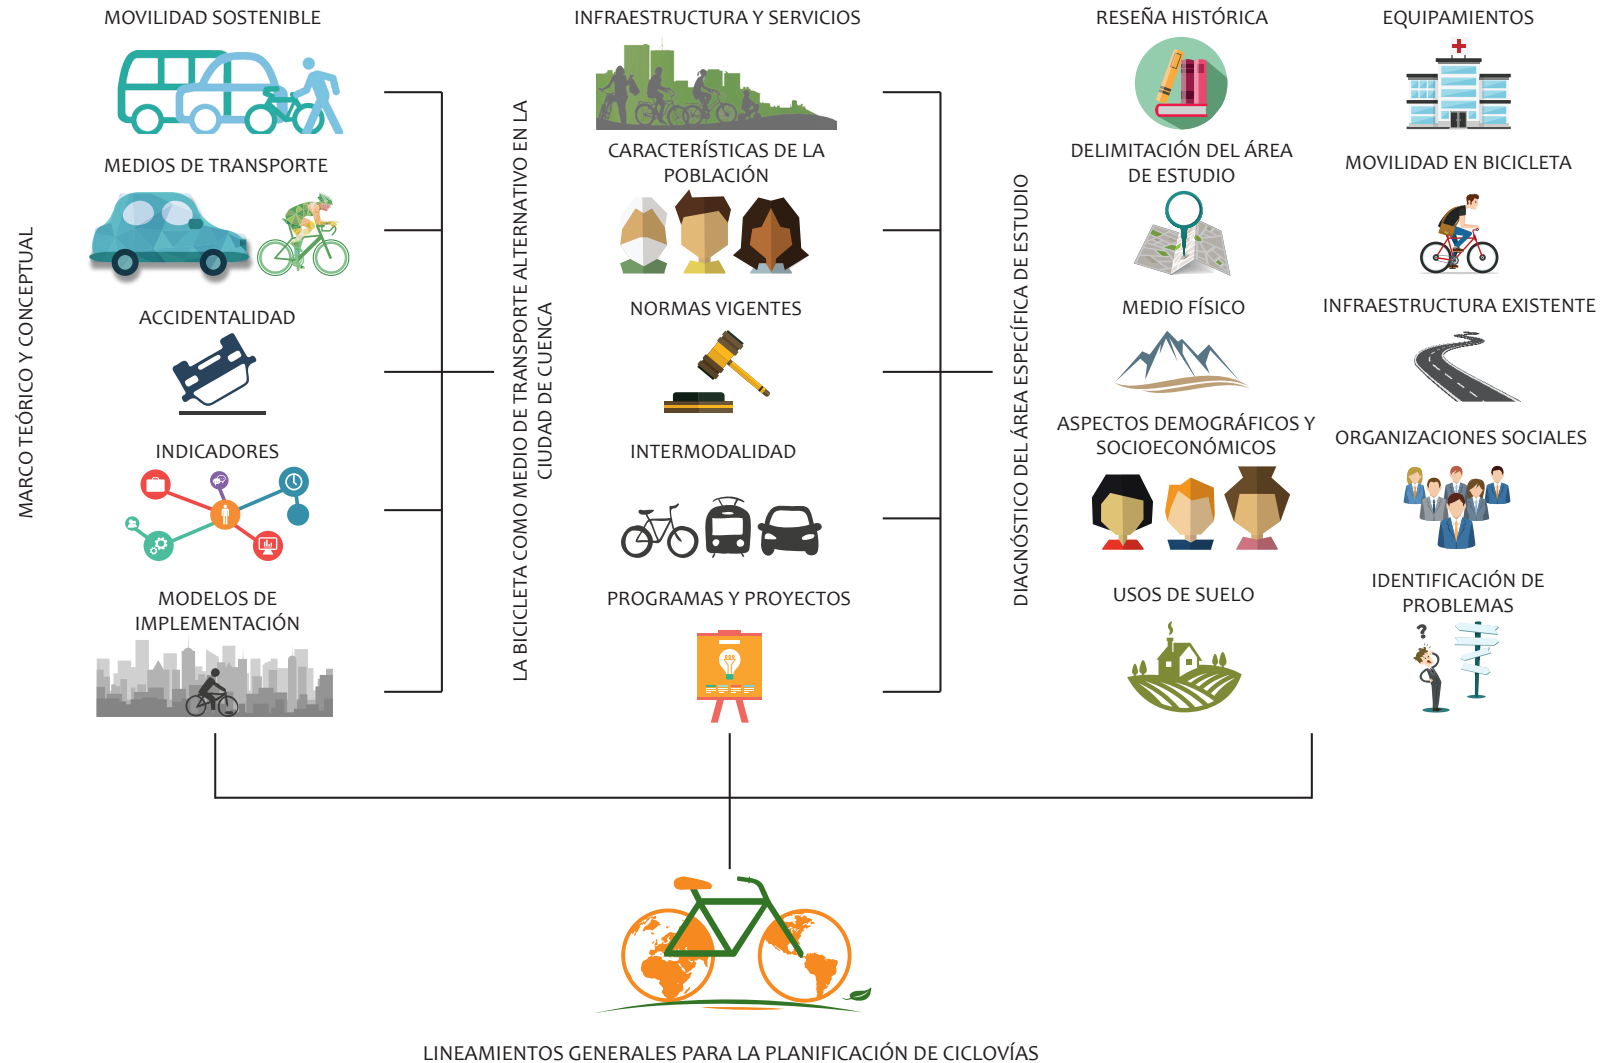 MARCO TEÓRICO Y CONCEPTUAL
MOVILIDAD SOSTENIBLE
MEDIOS DE TRANSPORTE
ACCIDENTALIDAD
INDICADORES
MODELOS DE
IMPLEMENTACIÓN
LA BICICLETA COMO MEDIO DE TRANSPORTE ALTERNATIVO EN LA
CIUDAD DE CUENCA
INFRAESTRUCTURA Y SERVICIOS
CARACTERÍSTICAS DE LA
POBLACIÓN
NORMAS VIGENTES
INTERMODALIDAD
PROGRAMAS Y PROYECTOS
DIAGNÓSTICO DEL ÁREA ESPECÍFICA DE ESTUDIO
RESEÑA HISTÓRICA
DELIMITACIÓN DEL ÁREA
DE ESTUDIO
MEDIO FÍSICO
ASPECTOS DEMOGRÁFICOS Y
SOCIOECONÓMICOS
USOS DE SUELO
EQUIPAMIENTOS
MOVILIDAD EN BICICLETA
INFRAESTRUCTURA EXISTENTE
ORGANIZACIONES SOCIALES
IDENTIFICACIÓN DE
PROBLEMAS
?
LINEAMIENTOS GENERALES PARA LA PLANIFICACIÓN DE CICLOVÍAS